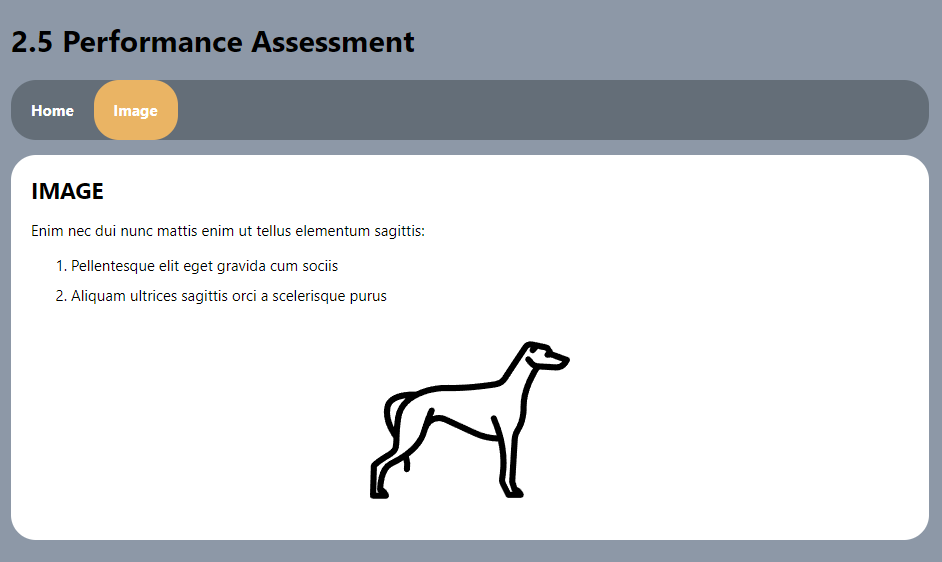 2.5 Performance Assessment
Home Image
IMAGE
Enim nec dui nunc mattis enim ut tellus elementum sagittis:
1. Pellentesque elit eget gravida cum sociis
2. Aliquam ultrices sagittis orci a scelerisque purus